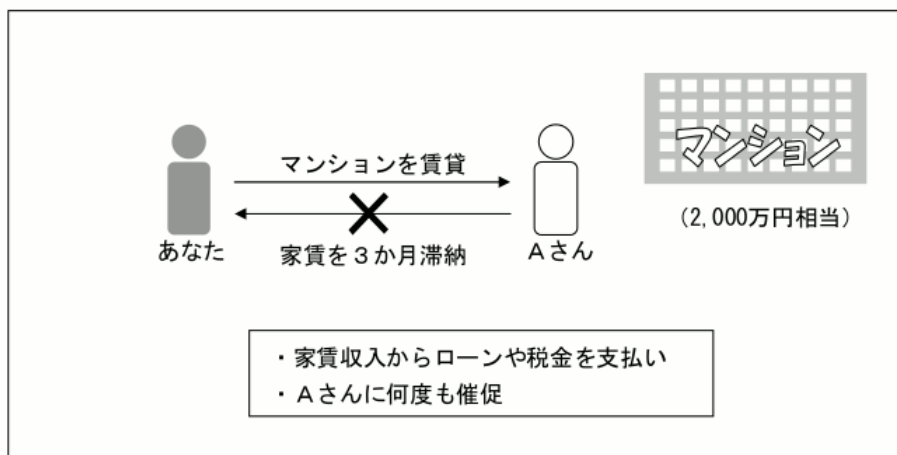 マンション
マンションを賃貸
(2,000万円相当)
あなた
家賃を3か月滞納
Aさん
・家賃収入からローンや税金を支払い
・Aさんに何度も催促